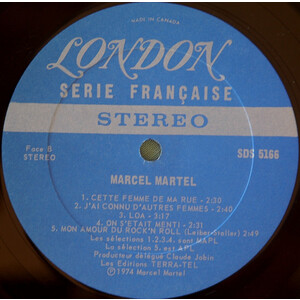 MADE IN CANADA
LONDON
SÉRIE FRANÇAISE
STEREO
Face B
STEREO
SDS 5166
MARCEL MARTEL
1. CETTE FEMME DE MA RUE - 2:10
2. J'AI CONNU D'AUTRES FEMMES - 2:40
3. LOA - 3:17
4. ON S'ETAIT MENTI - 2:31
5. MON AMOUR DU ROCK'N ROLL (Leiber-Stoller) 2:49
Les sélections 1.2.3.4. sont MAPL
La sélection 5. est APL
Producteur délégué Claude Jobin
Les Editions TERRA-TEL
℗ 1974 Marcel Martel